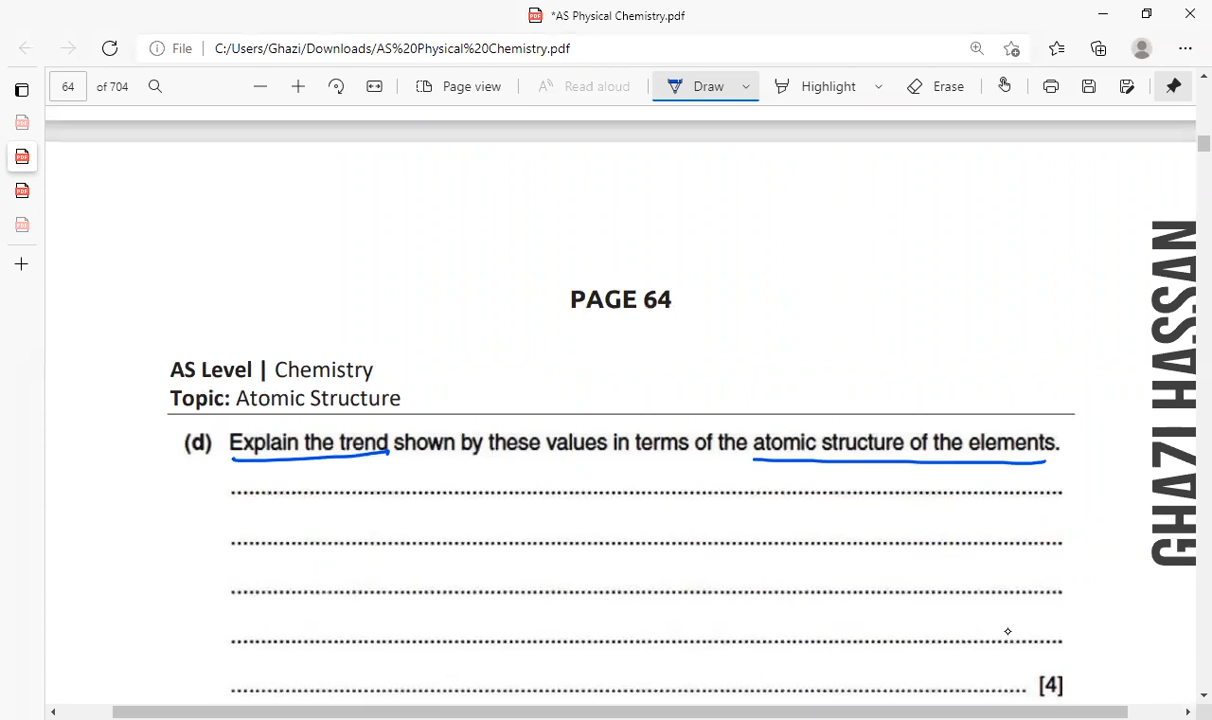 *AS Physical Chemistry.pdf
File | C:/Users/Ghazi/Downloads/AS%20Physical%20Chemistry.pdf
64 of 704
Page view
Read aloud
Draw
Highlight
Erase
PAGE 64
AS Level | Chemistry
Topic: Atomic Structure
(d) Explain the trend shown by these values in terms of the atomic structure of the elements.
[4]
GHAZI HASSAN